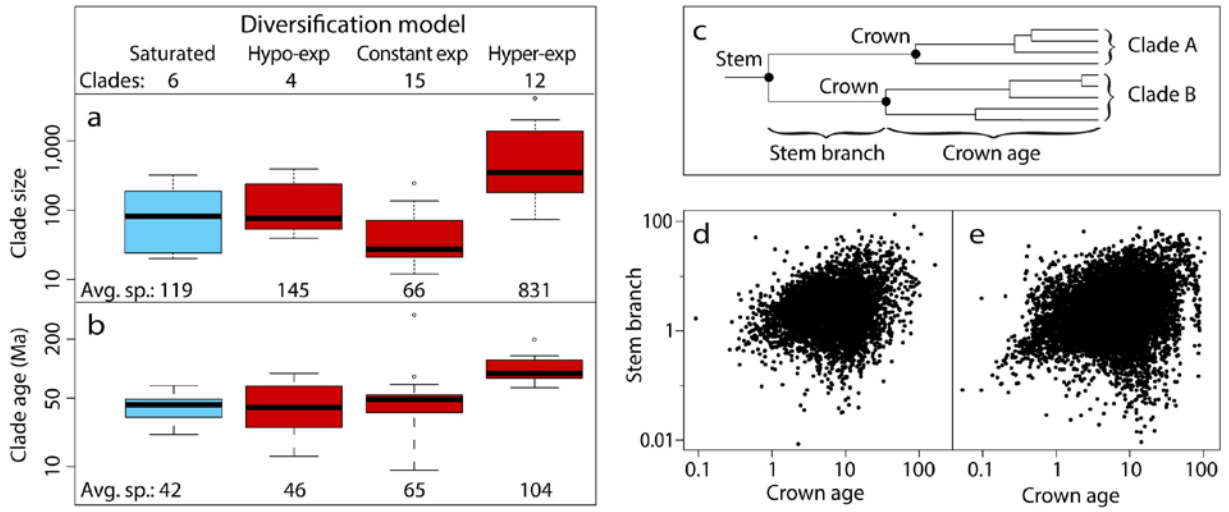 Diversification model
Saturated Hypo-exp Constant exp Hyper-exp
Clades: 6 4 15 12
a
Clade size
1,000
100
10
Avg. sp.: 119 145 66 831
b
Clade age (Ma)
200
50
10
Avg. sp.: 42 46 65 104
c
Stem
Crown
Crown
Clade A
Clade B
Stem branch
Crown age
d
e
Stem branch
100
1
0.01
0.1 1 10 100
0.1 1 10 100
Crown age
Crown age